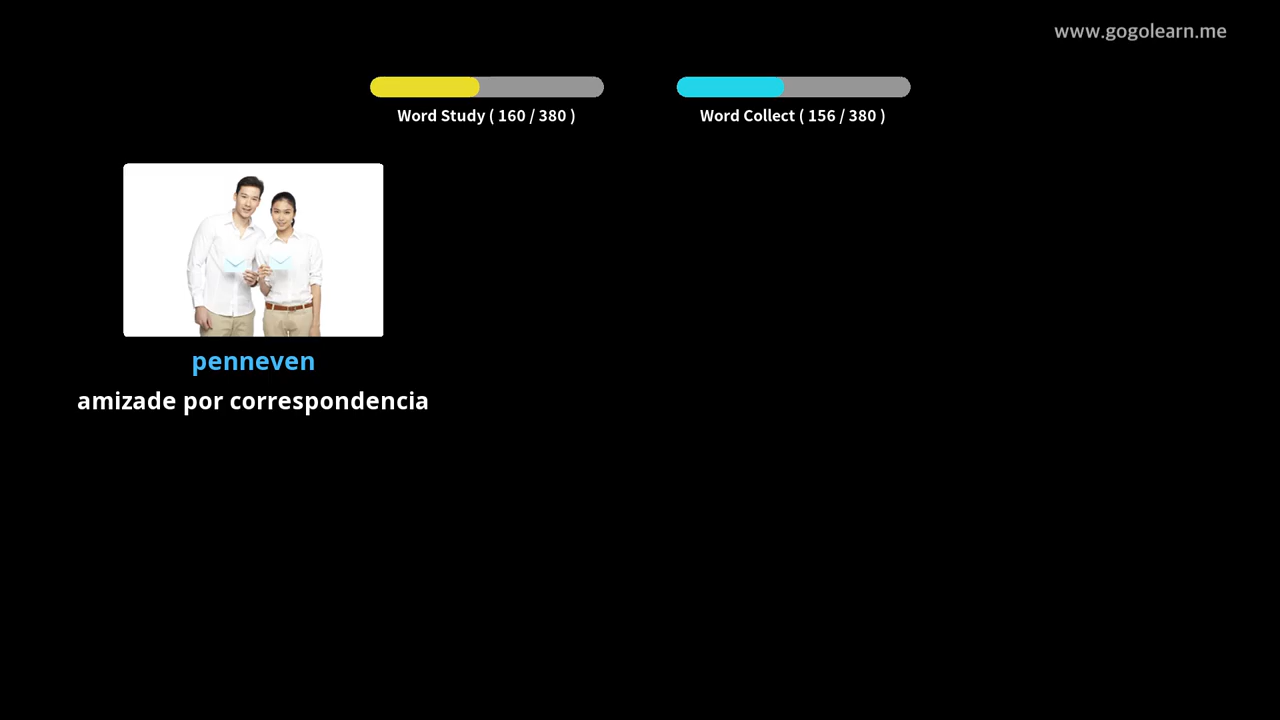 www.gogolearn.me
Word Study ( 160 / 380 )
Word Collect ( 156 / 380 )
penneven
amizade por correspondencia